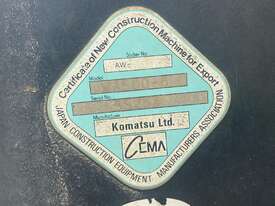 Certificate of New Construction Machine for Export
Sticker No.
AW-
Model
Serial No.
Manufacturer
Komatsu Ltd.
CEMA
JAPAN CONSTRUCTION EQUIPMENT MANUFACTURERS ASSOCIATION